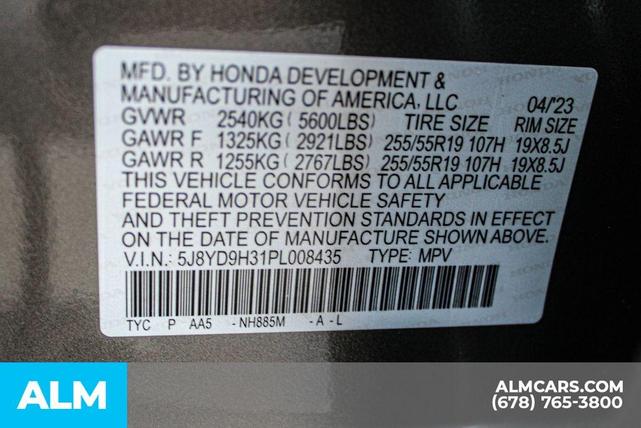 MFD. BY HONDA DEVELOPMENT &
MANUFACTURING OF AMERICA, LLC 04/'23
GVWR 2540KG ( 5600LBS) TIRE SIZE RIM SIZE
GAWR F 1325KG ( 2921LBS) 255/55R19 107H 19X8.5J
GAWR R 1255KG ( 2767LBS) 255/55R19 107H 19X8.5J
THIS VEHICLE CONFORMS TO ALL APPLICABLE
FEDERAL MOTOR VEHICLE SAFETY
AND THEFT PREVENTION STANDARDS IN EFFECT
ON THE DATE OF MANUFACTURE SHOWN ABOVE.
V.I.N.: 5J8YD9H31PL008435 TYPE: MPV
TYC P AA5 -NH885M -A-L
ALM
ALMCARS.COM
(678) 765-3800